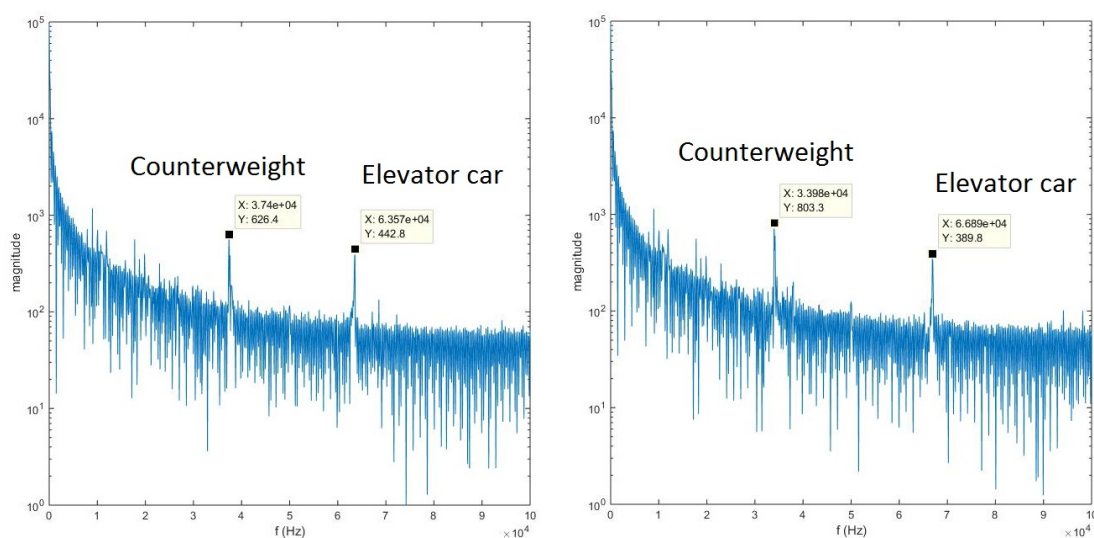 10^5
10^4
10^3
10^2
10^1
10^0
magnitude
Counterweight
X: 3.74e+04
Y: 626.4
Elevator car
X: 6.357e+04
Y: 442.8
0 1 2 3 4 5 6 7 8 9 10
f (Hz)
×10^4
10^5
10^4
10^3
10^2
10^1
10^0
magnitude
Counterweight
X: 3.398e+04
Y: 803.3
Elevator car
X: 6.689e+04
Y: 389.8
0 1 2 3 4 5 6 7 8 9 10
f (Hz)
×10^4